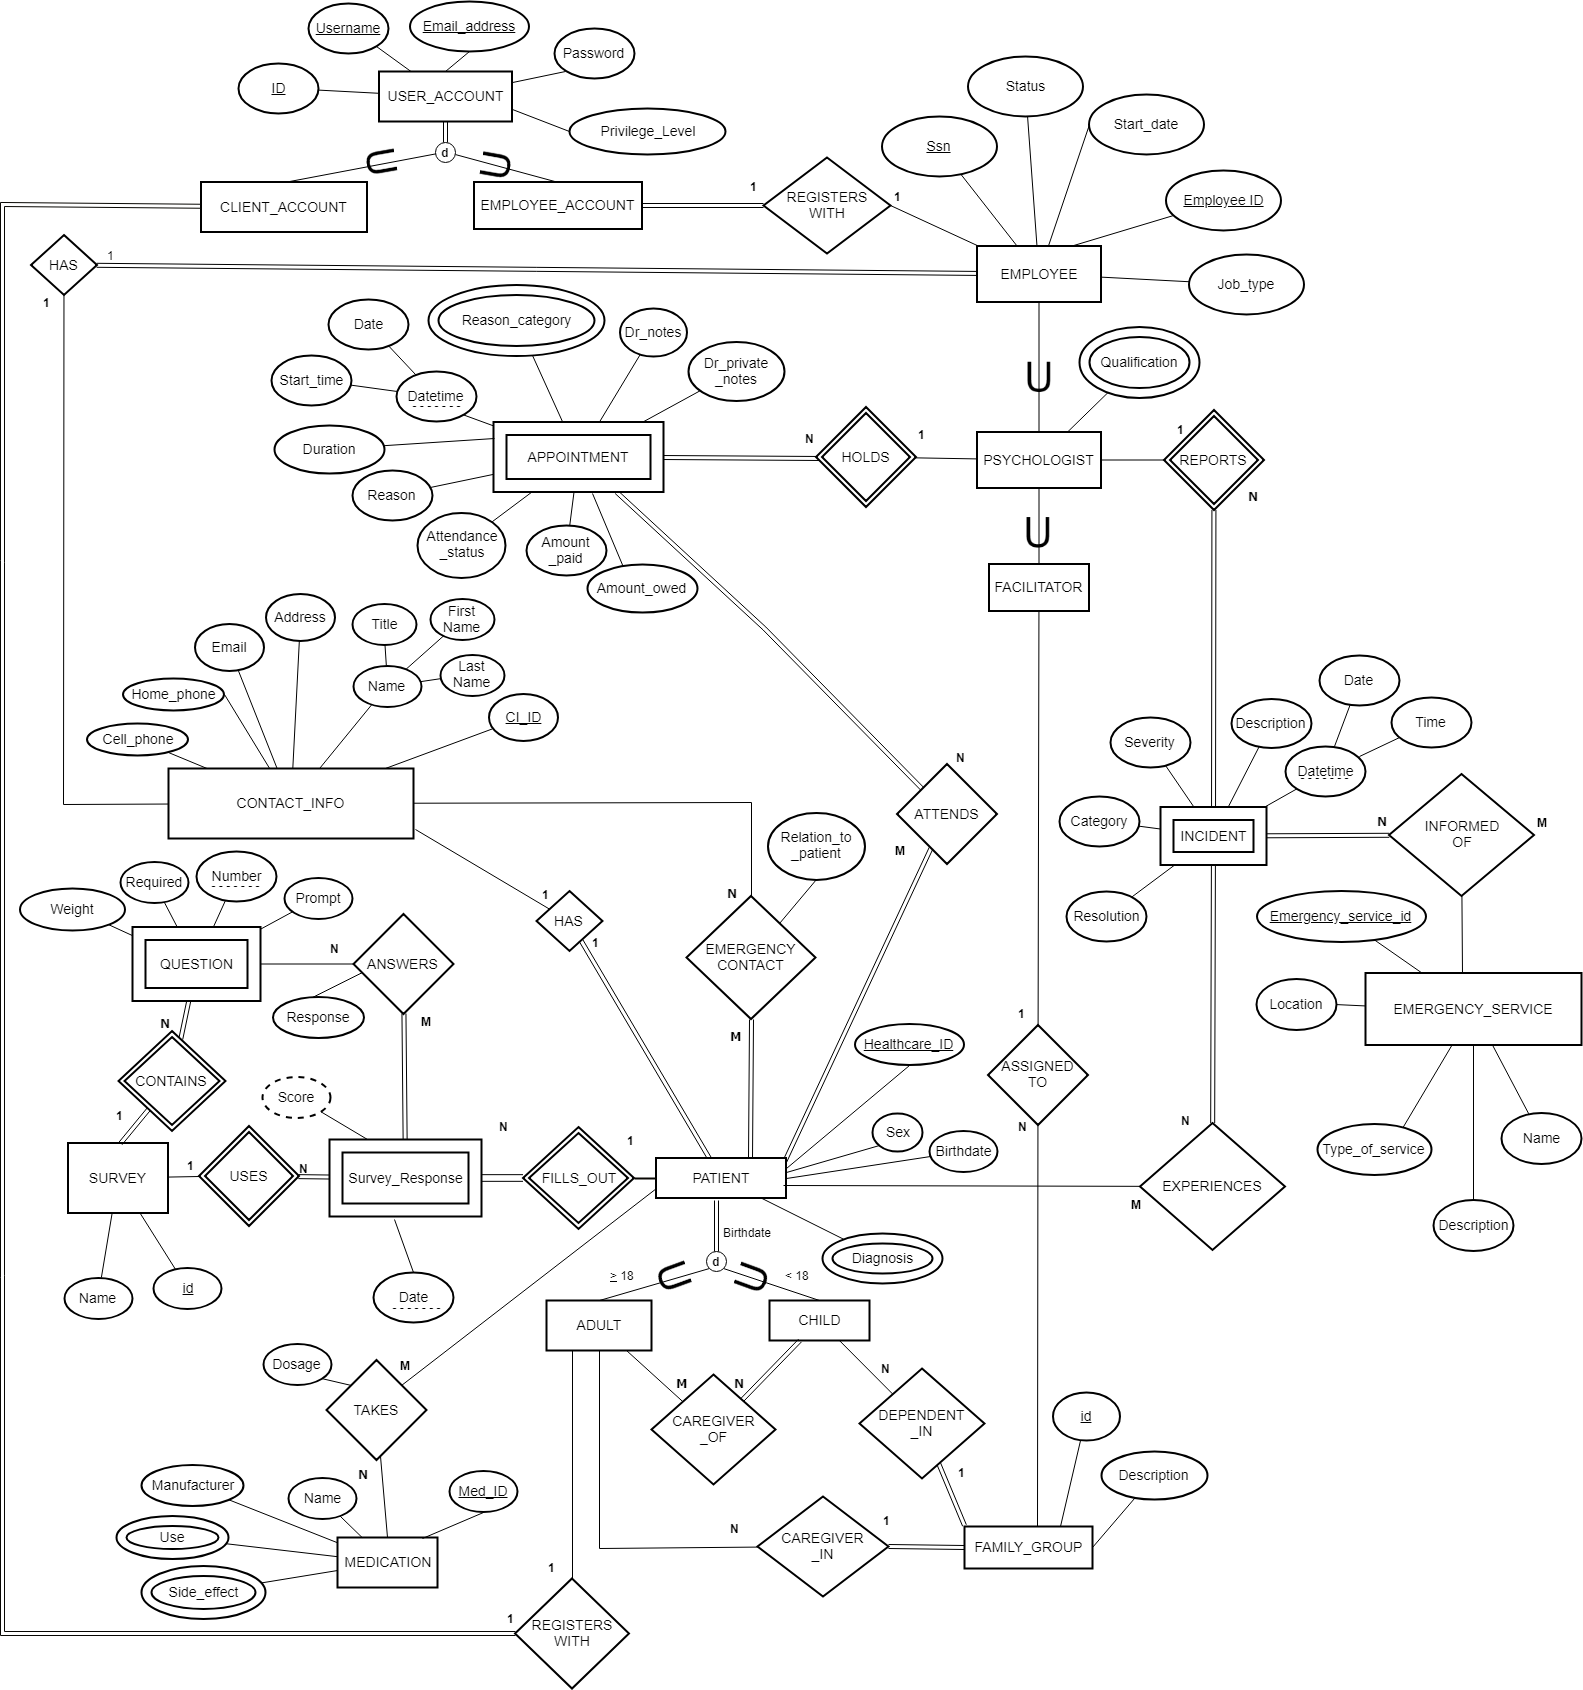 Username
Email_address
Password
ID
USER_ACCOUNT
Privilege_Level
d
CLIENT_ACCOUNT
EMPLOYEE_ACCOUNT
1
REGISTERS
WITH
1
Status
Start_date
Ssn
Employee ID
EMPLOYEE
Job_type
HAS
1
1
Reason_category
Date
Dr_notes
Start_time
Datetime
Dr_private
_notes
Duration
APPOINTMENT
Reason
Attendance
_status
Amount
_paid
Amount_owed
N
HOLDS
1
Qualification
PSYCHOLOGIST
1
REPORTS
N
FACILITATOR
Address
Title
First
Name
Email
Last
Name
Home_phone
Name
CI_ID
Cell_phone
CONTACT_INFO
N
ATTENDS
M
Date
Description
Time
Severity
Datetime
Category
INCIDENT
Resolution
N
INFORMED
OF
M
Emergency_service_id
Location
EMERGENCY_SERVICE
Type_of_service
Name
Description
Relation_to
_patient
1
HAS
1
N
EMERGENCY
CONTACT
M
Required
Number
Weight
Prompt
QUESTION
N
ANSWERS
Response
M
N
CONTAINS
1
Score
SURVEY
1
USES
N
Survey_Response
N
FILLS_OUT
1
PATIENT
Healthcare_ID
Sex
Birthdate
1
ASSIGNED
TO
N
N
EXPERIENCES
M
Name
id
Date
Birthdate
Diagnosis
d
≥ 18
< 18
ADULT
CHILD
Dosage
M
TAKES
N
M
N
CAREGIVER
_OF
N
DEPENDENT
_IN
1
id
Description
Manufacturer
Name
Med_ID
Use
MEDICATION
Side_effect
N
CAREGIVER
_IN
1
FAMILY_GROUP
1
1
REGISTERS
WITH